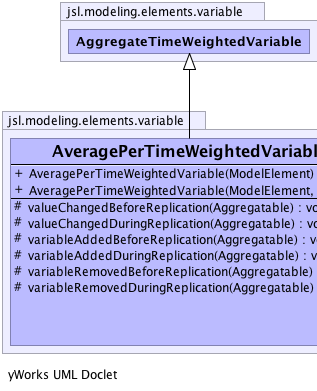 jsl.modeling.elements.variable
AggregateTimeWeightedVariable
jsl.modeling.elements.variable
AveragePerTimeWeightedVariabl
+ AveragePerTimeWeightedVariable(ModelElement)
+ AveragePerTimeWeightedVariable(ModelElement,
# valueChangedBeforeReplication(Aggregatable) : vo
# valueChangedDuringReplication(Aggregatable) : vo
# variableAddedBeforeReplication(Aggregatable) : vo
# variableAddedDuringReplication(Aggregatable) : vo
# variableRemovedBeforeReplication(Aggregatable)
# variableRemovedDuringReplication(Aggregatable)
yWorks UML Doclet